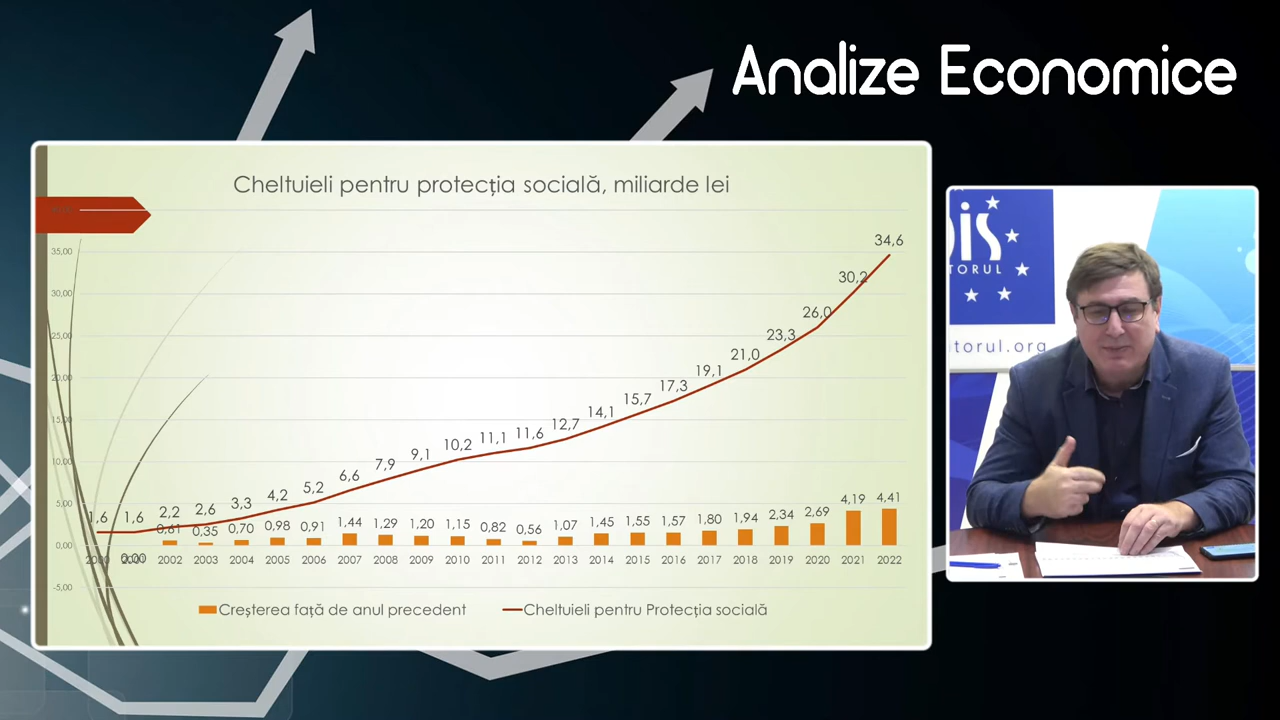 Analize Economice
Cheltuieli pentru protecția socială, miliarde lei
35,00
30,00
25,00
20,00
15,00
10,00
5,00
0,00
-5,00
1,6 1,6 2,2 2,6 3,3 4,2 5,2 6,6 7,9 9,1 10,2 11,1 11,6 12,7 14,1 15,7 17,3 19,1 21,0 23,3 26,0 30,2 34,6
0,00 0,61 0,35 0,70 0,98 0,91 1,44 1,29 1,20 1,15 0,82 0,56 1,07 1,45 1,55 1,57 1,80 1,94 2,34 2,69 4,19 4,41
2000 2001 2002 2003 2004 2005 2006 2007 2008 2009 2010 2011 2012 2013 2014 2015 2016 2017 2018 2019 2020 2021 2022
Creșterea față de anul precedent Cheltuieli pentru Protecția socială
TORUL
itorul.org